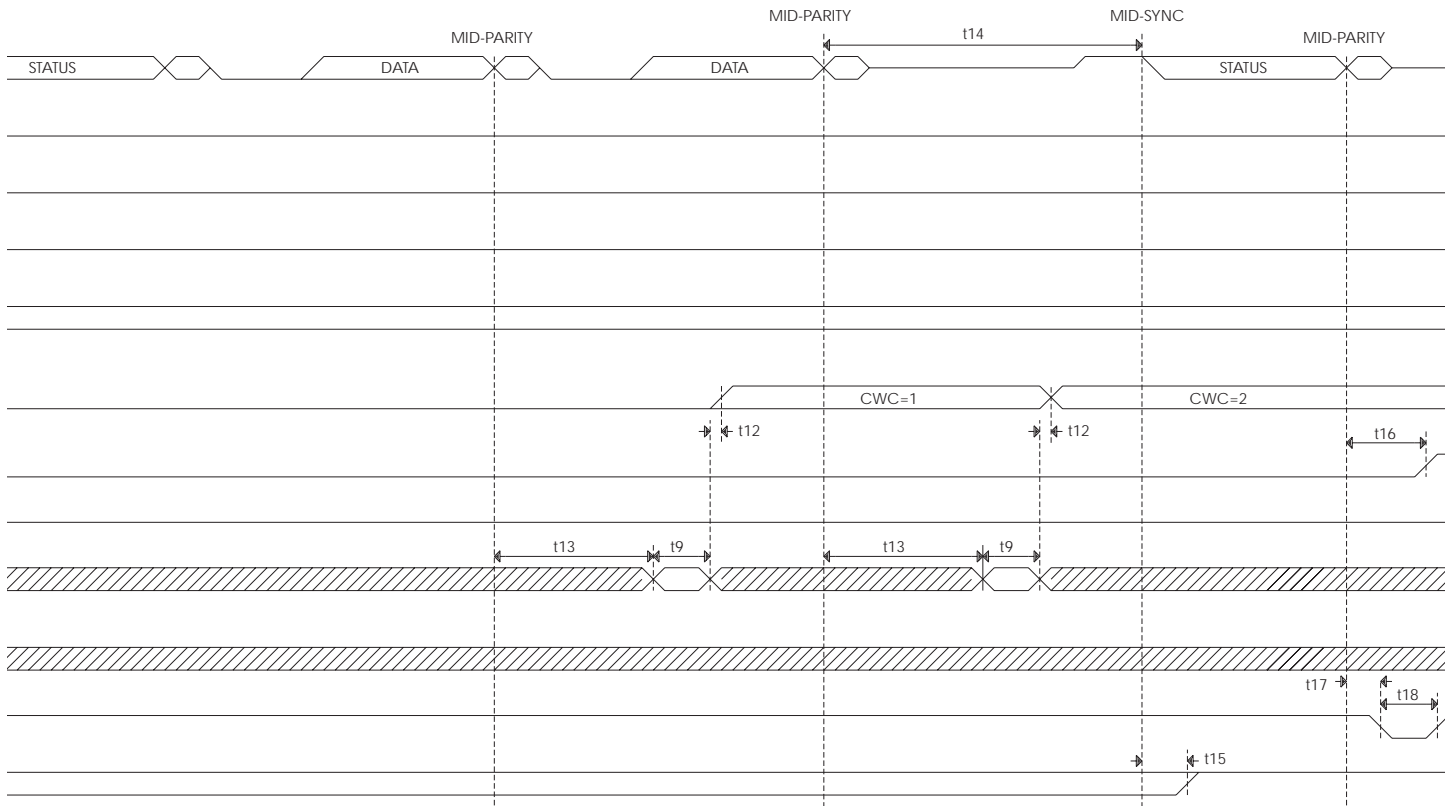 MID-PARITY MID-SYNC
MID-PARITY t14 MID-PARITY
STATUS DATA DATA STATUS
CWC=1 CWC=2
t12 t12 t16
t13 t9 t13 t9
t17 t18
t15